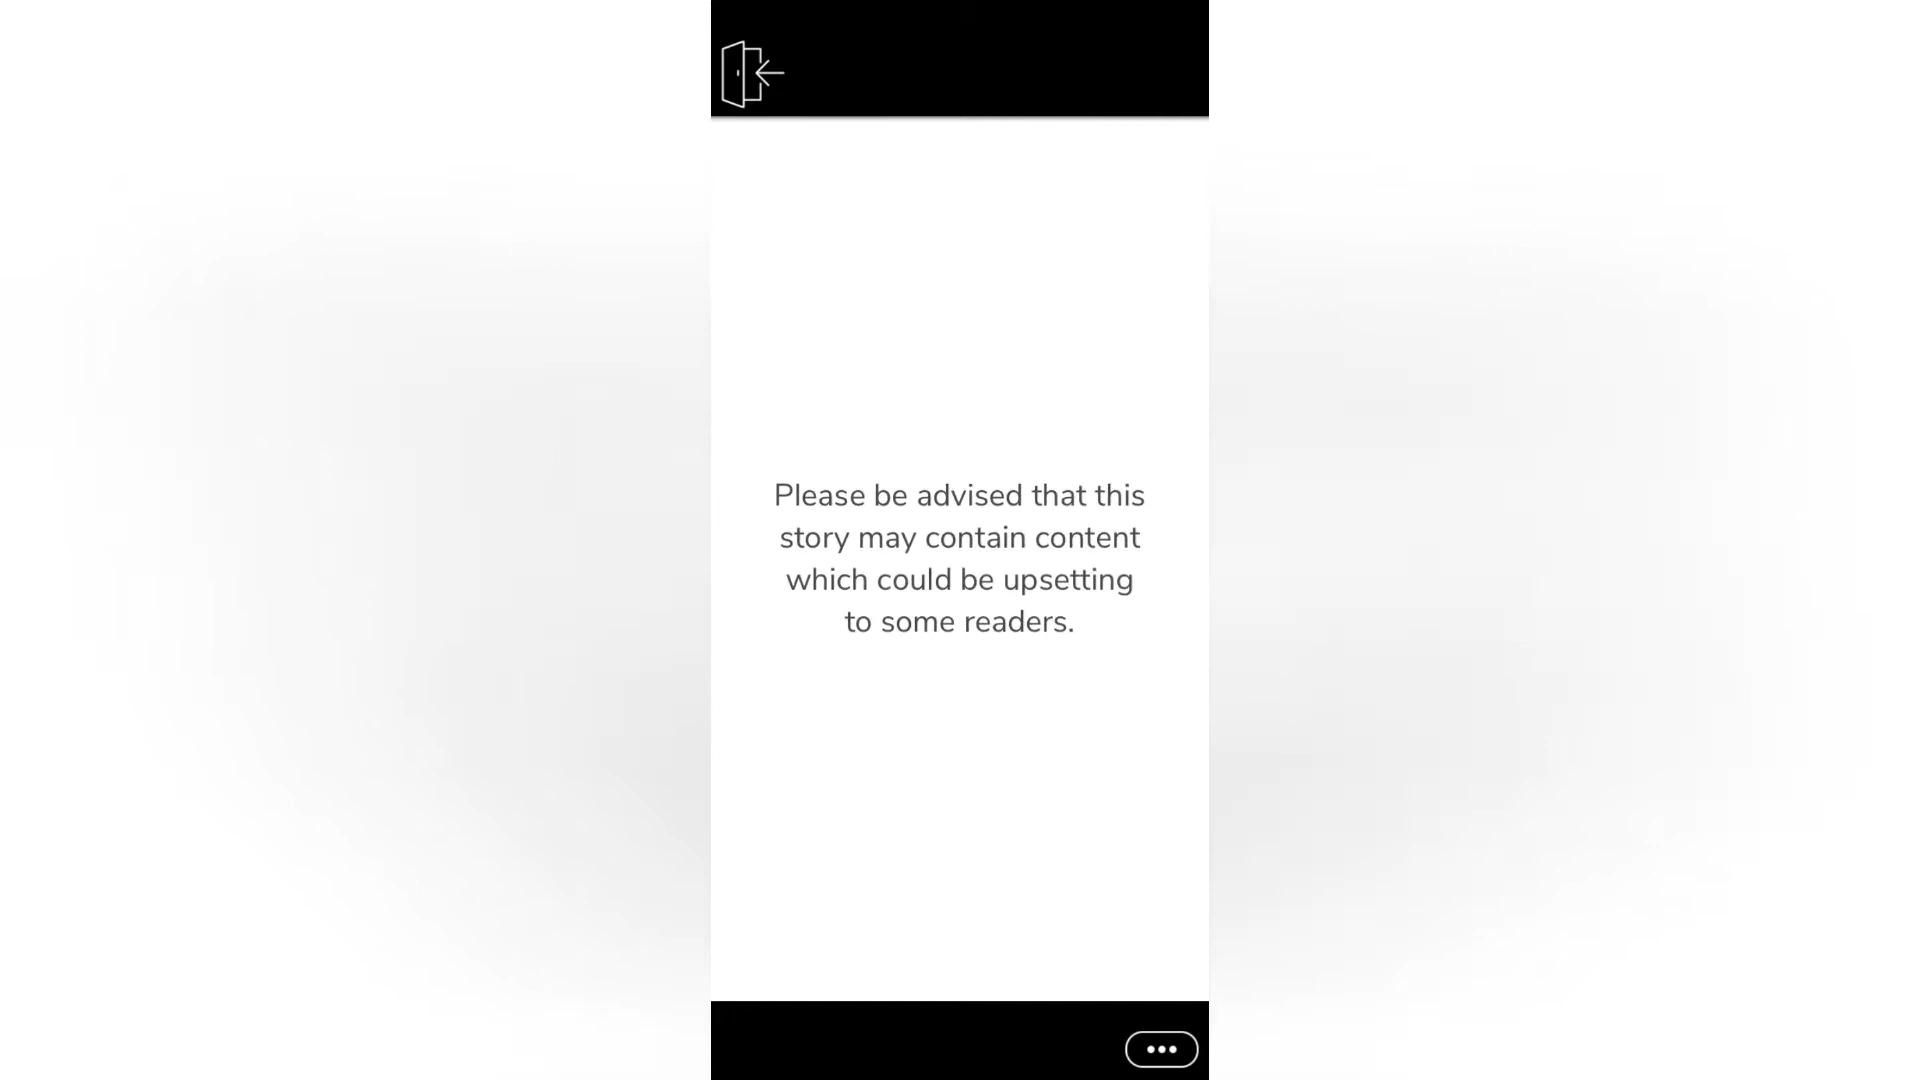 Please be advised that this
story may contain content
which could be upsetting
to some readers.